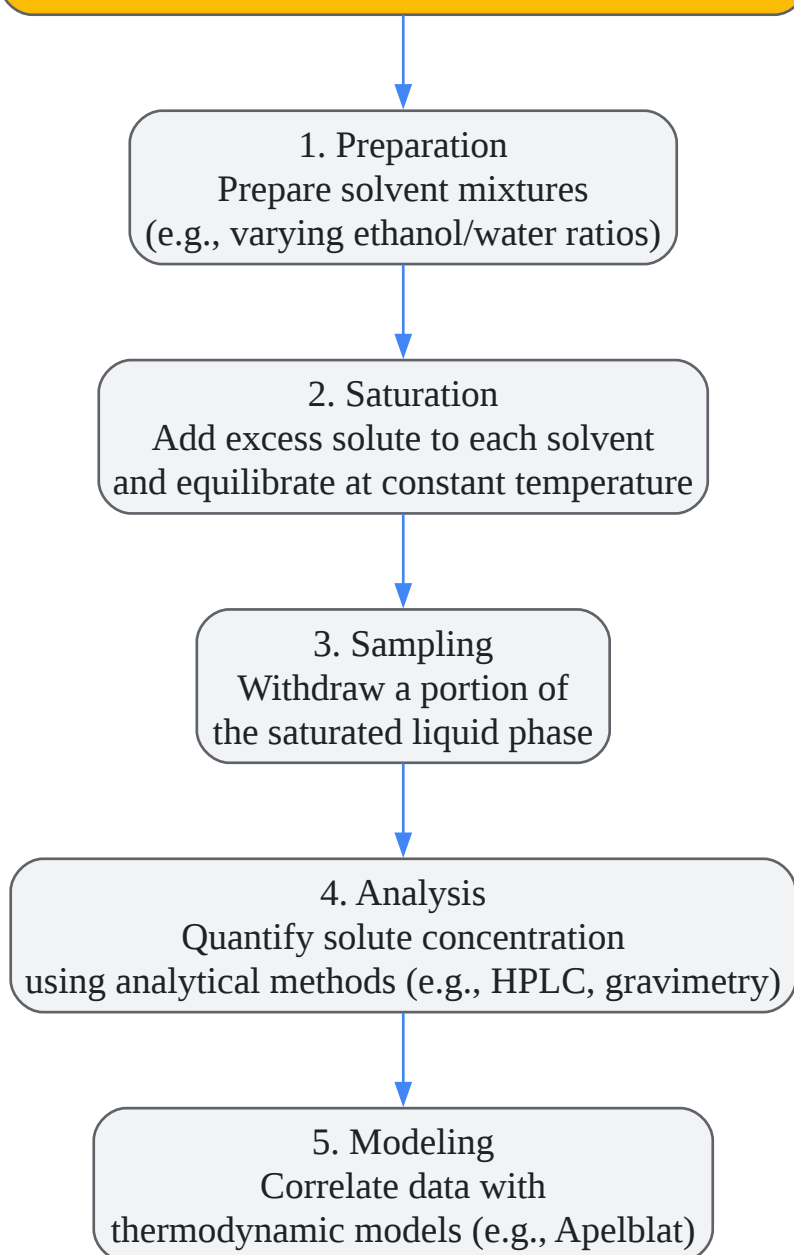 1. Preparation
Prepare solvent mixtures
(e.g., varying ethanol/water ratios)
2. Saturation
Add excess solute to each solvent
and equilibrate at constant temperature
3. Sampling
Withdraw a portion of
the saturated liquid phase
4. Analysis
Quantify solute concentration
using analytical methods (e.g., HPLC, gravimetry)
5. Modeling
Correlate data with
thermodynamic models (e.g., Apelblat)